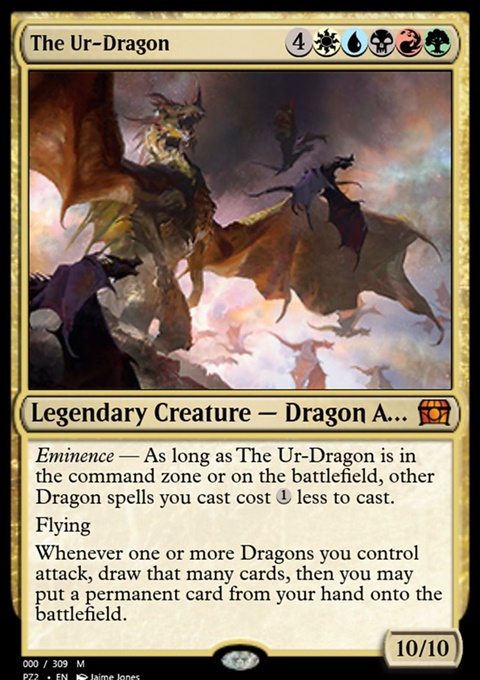 The Ur-Dragon 4
Legendary Creature — Dragon A...
Eminence — As long as The Ur-Dragon is in
the command zone or on the battlefield, other
Dragon spells you cast cost 1 less to cast.
Flying
Whenever one or more Dragons you control
attack, draw that many cards, then you may
put a permanent card from your hand onto the
battlefield.
10/10
000 / 309 M
PZ2 • EN Jaime Jones